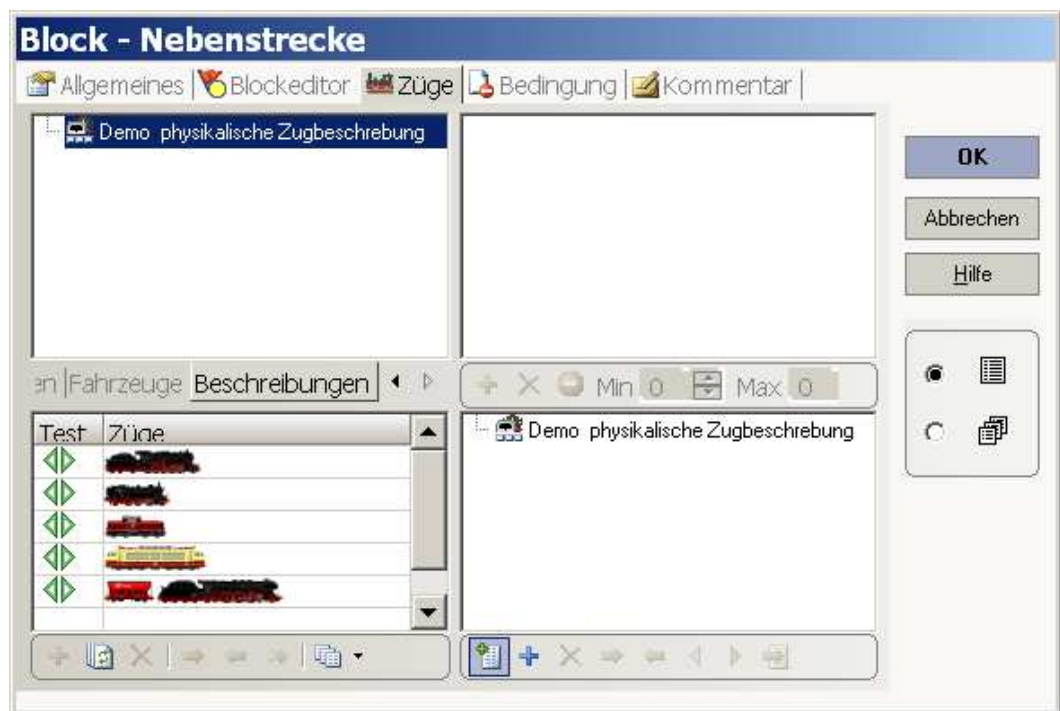 Block - Nebenstrecke
Allgemeines Blockeditor Züge Bedingung Kommentar
Demo physikalische Zugbeschrebung
OK
Abbrechen
Hilfe
en Fahrzeuge Beschreibungen
Min 0 Max 0
Test Züge
Demo physikalische Zugbeschrebung